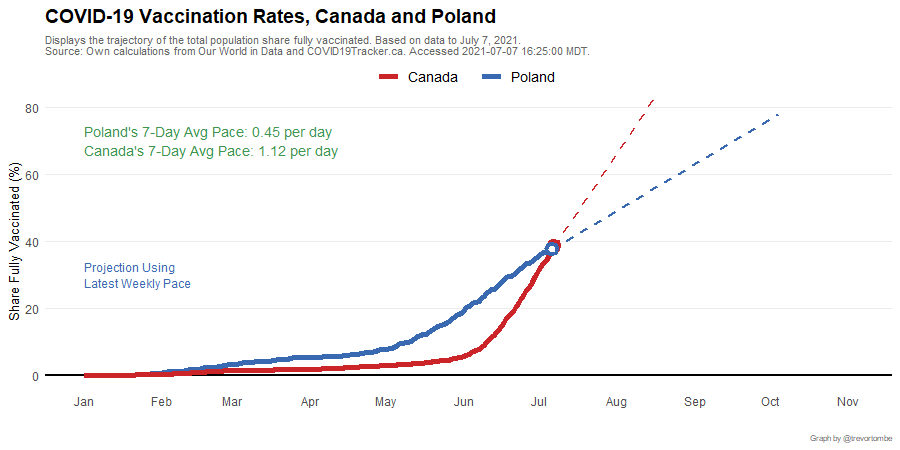 COVID-19 Vaccination Rates, Canada and Poland
Displays the trajectory of the total population share fully vaccinated. Based on data to July 7, 2021.
Source: Own calculations from Our World in Data and COVID19Tracker.ca. Accessed 2021-07-07 16:25:00 MDT.
Canada Poland
Poland's 7-Day Avg Pace: 0.45 per day
Canada's 7-Day Avg Pace: 1.12 per day
Projection Using
Latest Weekly Pace
Share Fully Vaccinated (%)
80
60
40
20
0
Jan Feb Mar Apr May Jun Jul Aug Sep Oct Nov
Graph by @trevortombe